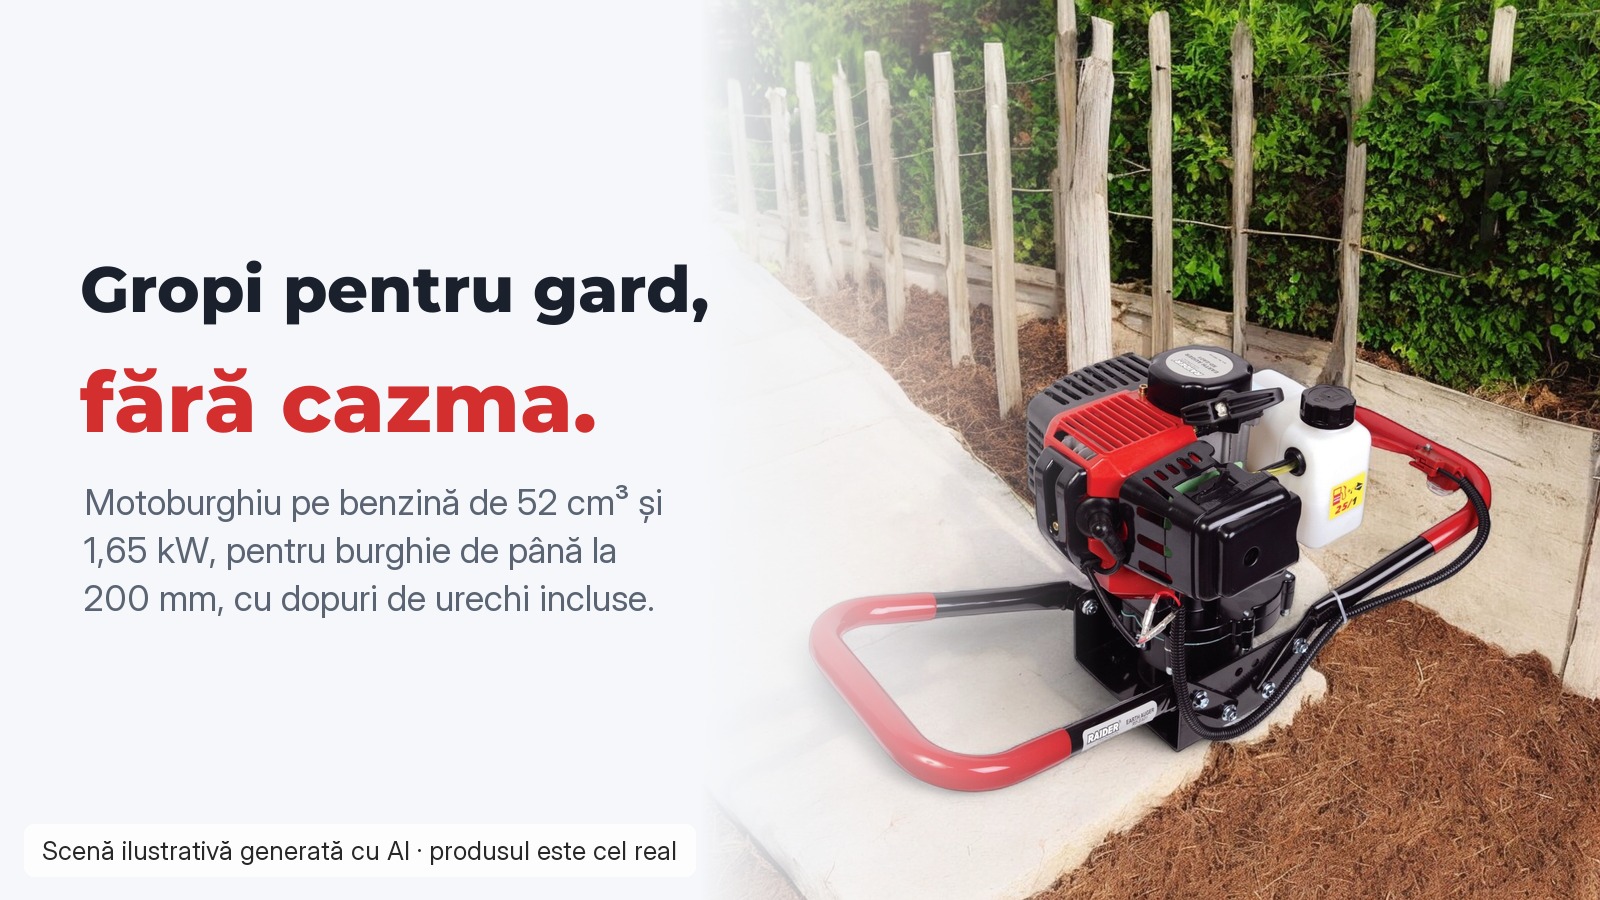 Gropi pentru gard,
fără cazma.
Motoburghiu pe benzină de 52 cm³ și
1,65 kW, pentru burghie de până la
200 mm, cu dopuri de urechi incluse.
25/1
RAIDER
EARTH AUGER
Scenă ilustrativă generată cu AI · produsul este cel real